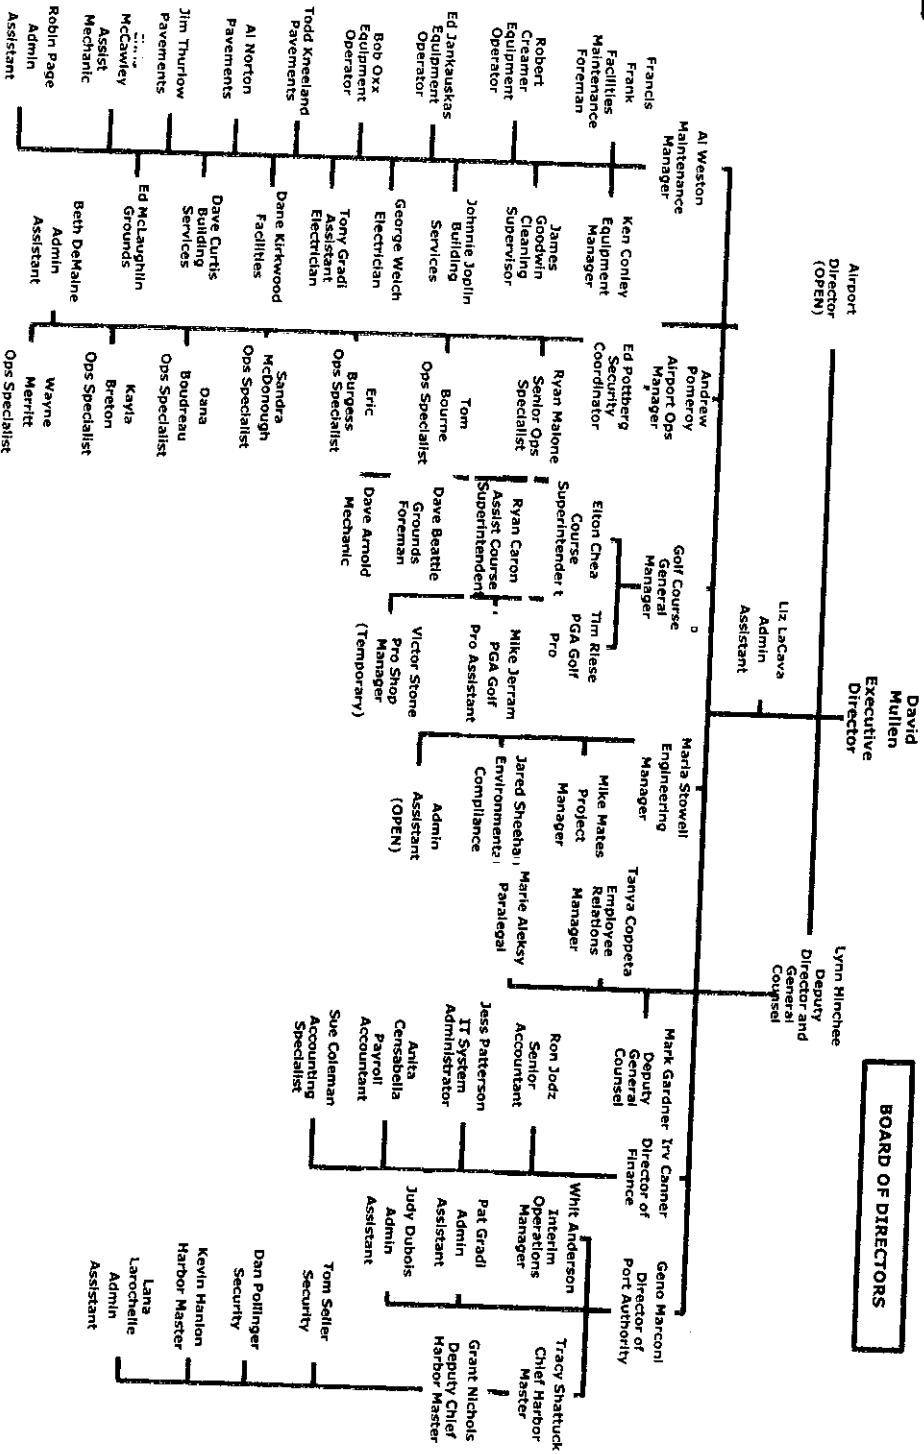 BOARD OF DIRECTORS
David
Mullen
Executive
Director
Airport
Director
(OPEN)
Lynn Hinchee
Deputy
Director and
General
Counsel
Liz LaCava
Admin
Assistant
Al Weston
Maintenance
Manager
Andrew
Pomeroy
Airport Ops
Manager
Golf Course
General
Manager
Maria Stowell
Engineering
Manager
Tanya Coppeta
Employee
Relations
Manager
Marie Aleksy
Paralegal
Mark Gardner
Deputy
General
Counsel
Irv Canner
Director of
Finance
Geno Marconi
Director of
Port Authority
Francis
Frank
Facilities
Maintenance
Foreman
Robert
Creamer
Equipment
Operator
Ed Jankauskas
Equipment
Operator
Bob Oxx
Equipment
Operator
Todd Kneeland
Pavements
Al Norton
Pavements
Jim Thurlow
Pavements
McCawley
Assist
Mechanic
Robin Page
Admin
Assistant
Ken Conley
Equipment
Manager
James
Goodwin
Cleaning
Supervisor
Johnnie Joplin
Building
Services
George Welch
Electrician
Tony Gradi
Assistant
Electrician
Dane Kirkwood
Facilities
Dave Curtis
Building
Services
Ed McLaughlin
Grounds
Beth DeMaine
Admin
Assistant
Ed Pottberg
Security
Coordinator
Ryan Malone
Senior Ops
Specialist
Tom
Bourne
Ops Specialist
Eric
Burgess
Ops Specialist
Sandra
McDonough
Ops Specialist
Dana
Boudreau
Ops Specialist
Kayla
Breton
Ops Specialist
Wayne
Merritt
Ops Specialist
Elton Chea
Course
Superintendent
Ryan Caron
Assist Course
Superintendent
Dave Beattle
Grounds
Foreman
Dave Arnold
Mechanic
Tim Riese
PGA Golf
Pro
Mike Jerram
PGA Golf
Pro Assistant
Victor Stone
Pro Shop
Manager
(Temporary)
Mike Mates
Project
Manager
Jared Sheehan
Environmental
Compliance
Admin
Assistant
(OPEN)
Ron Jodz
Senior
Accountant
Jess Patterson
IT System
Administrator
Anita
Censabella
Payroll
Accountant
Sue Coleman
Accounting
Specialist
Whit Anderson
Interim
Operations
Manager
Pat Gradi
Admin
Assistant
Judy Dubois
Admin
Assistant
Tracy Shattuck
Chief Harbor
Master
Grant Nichols
Deputy Chief
Harbor Master
Tom Seller
Security
Dan Pollinger
Security
Kevin Hanlon
Harbor Master
Lana
Larochelle
Admin
Assistant